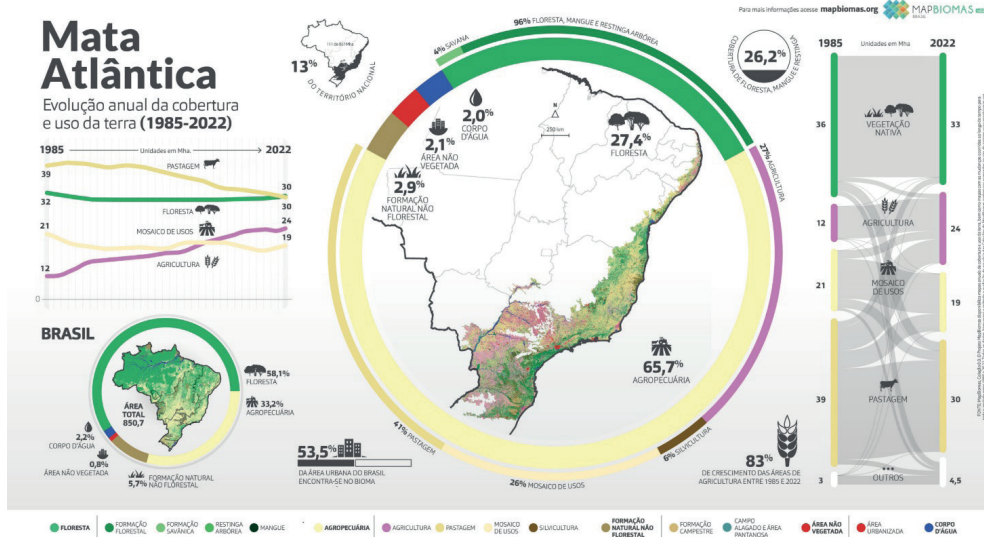 Para mais informações acesse mapbiomas.org
MAPBIOMAS
BRASIL
Mata
Atlântica
Evolução anual da cobertura
e uso da terra (1985-2022)
1985
Unidades em Mha.
2022
PASTAGEM
39
32
21
12
0
FLORESTA
MOSAICO DE USOS
AGRICULTURA
30
30
24
19
BRASIL
ÁREA
TOTAL
850,7
58,1%
FLORESTA
33,2%
AGROPECUÁRIA
2,2%
CORPO D'ÁGUA
0,8%
ÁREA NÃO VEGETADA
5,7%
FORMAÇÃO NATURAL
NÃO FLORESTAL
13%
DO TERRITÓRIO NACIONAL
4% SAVANA
96% FLORESTA, MANGUE E RESTINGA ARBÓREA
26,2%
COBERTURA DE FLORESTA, MANGUE E RESTINGA
2,0%
CORPO
D'ÁGUA
2,1%
ÁREA NÃO
VEGETADA
2,9%
FORMAÇÃO
NATURAL NÃO
FLORESTAL
N
250 km
27,4%
FLORESTA
27% AGRICULTURA
65,7%
AGROPECUÁRIA
41% PASTAGEM
26% MOSAICO DE USOS
6% SILVICULTURA
53,5%
DA ÁREA URBANA DO BRASIL
ENCONTRA-SE NO BIOMA
83%
DE CRESCIMENTO DAS ÁREAS DE
AGRICULTURA ENTRE 1985 E 2022
1985
Unidades em Mha
2022
36
VEGETAÇÃO
NATIVA
33
12
AGRICULTURA
24
21
MOSAICO
DE USOS
19
39
PASTAGEM
30
3
OUTROS
4,5
FLORESTA
FORMAÇÃO
FLORESTAL
FORMAÇÃO
SAVÂNICA
RESTINGA
ARBÓREA
MANGUE
AGROPECUÁRIA
AGRICULTURA
PASTAGEM
MOSAICO
DE USOS
SILVICULTURA
FORMAÇÃO
NATURAL NÃO
FLORESTAL
FORMAÇÃO
CAMPESTRE
CAMPO
ALAGADO E ÁREA
PANTANOSA
ÁREA NÃO
VEGETADA
ÁREA
URBANIZADA
CORPO
D'ÁGUA